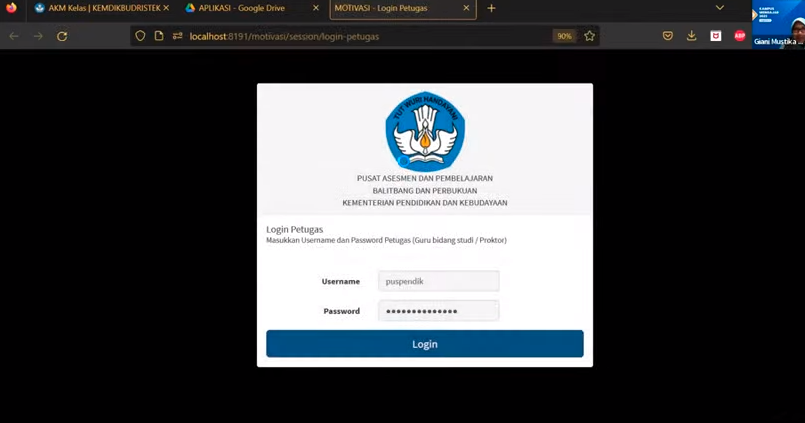 AKM Kelas | KEMDIKBUDRISTEK
APLIKASI - Google Drive
MOTIVASI - Login Petugas
localhost:8191/motivasi/session/login-petugas
90%
Giani Mustika ...
TUT WURI HANDAYANI
PUSAT ASESMEN DAN PEMBELAJARAN
BALITBANG DAN PERBUKUAN
KEMENTERIAN PENDIDIKAN DAN KEBUDAYAAN
Login Petugas
Masukkan Username dan Password Petugas (Guru bidang studi / Proktor)
Username
puspendik
Password
Login